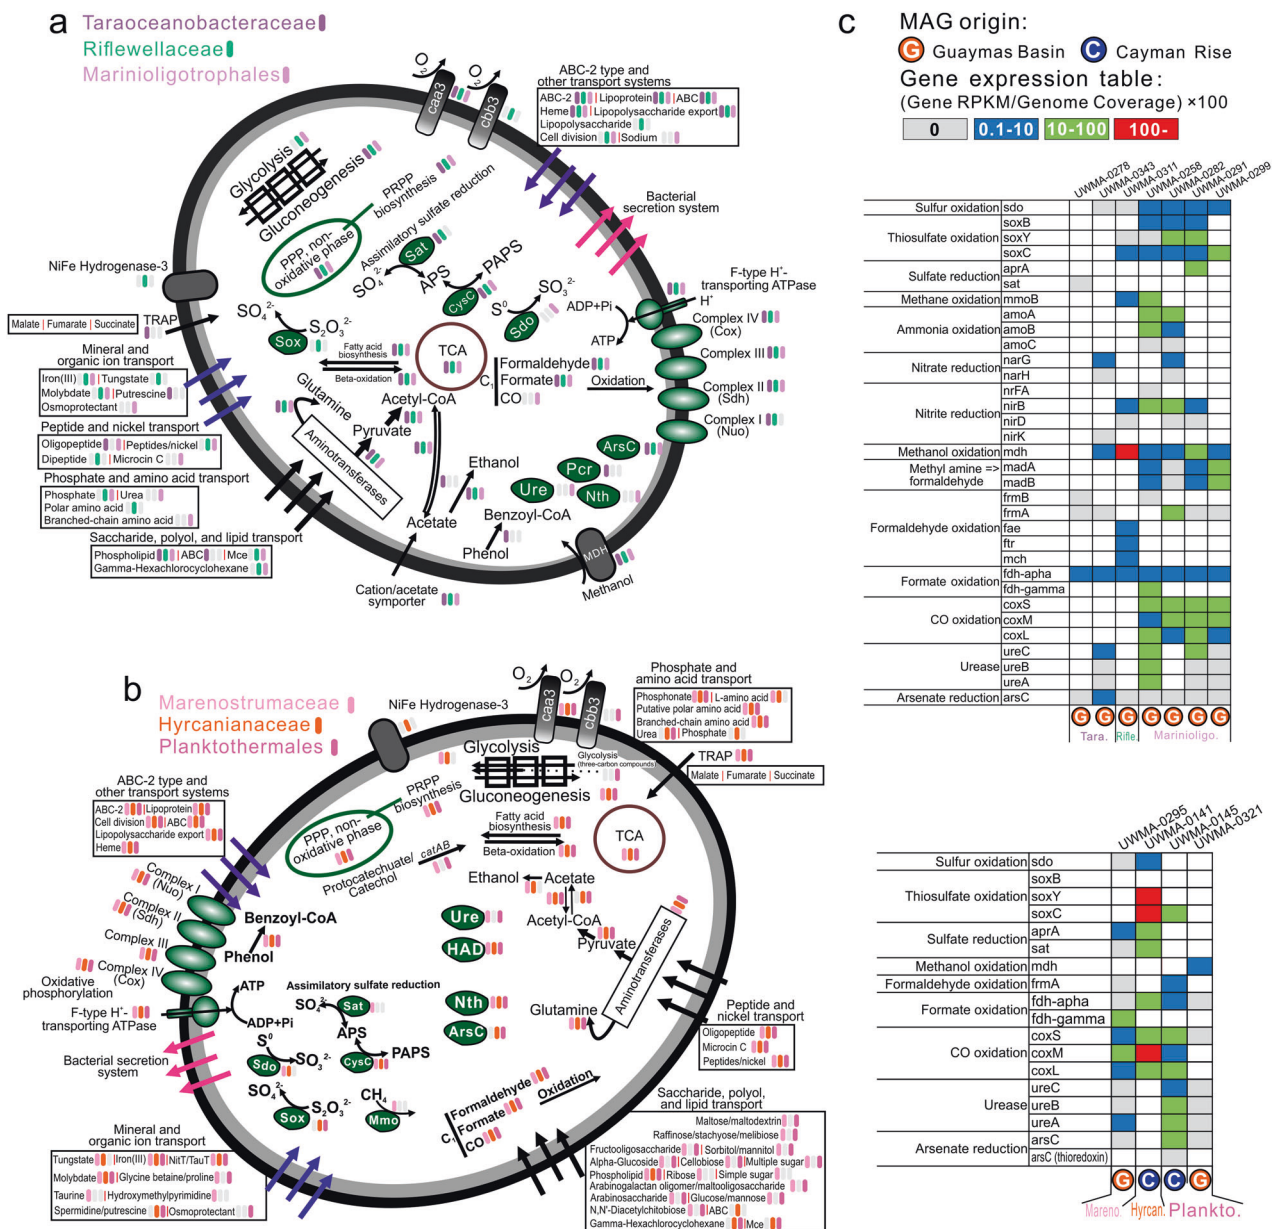 a
Taraoceanobacteraceae
Riflewellaceae
Marinioligotrophales
O2
O2
caa3
cbb3
ABC-2 type and
other transport systems
ABC-2 | Lipoprotein | ABC
Heme | Lipopolysaccharide export
Lipopolysaccharide
Cell division | Sodium
Glycolysis
Gluconeogenesis
PRPP
biosynthesis
PPP, non-
oxidative phase
Assimilatory sulfate reduction
Sat
SO4 2-
APS
PAPS
CysC
Bacterial
secretion system
NiFe Hydrogenase-3
TRAP
Malate | Fumarate | Succinate
SO4 2-
S2O3 2-
Sox
S0
SO3 2-
Sdo
F-type H+-
transporting ATPase
H+
ADP+Pi
ATP
Complex IV
(Cox)
Complex III
Complex II
(Sdh)
Complex I
(Nuo)
Fatty acid
biosynthesis
Beta-oxidation
TCA
C1
Formaldehyde
Formate
CO
Oxidation
Mineral and
organic ion transport
Iron(III) | Tungstate
Molybdate | Putrescine
Osmoprotectant
Peptide and nickel transport
Oligopeptide | Peptides/nickel
Dipeptide | Microcin C
Phosphate and amino acid transport
Phosphate | Urea
Polar amino acid
Branched-chain amino acid
Saccharide, polyol, and lipid transport
Phospholipid | ABC | Mce
Gamma-Hexachlorocyclohexane
Glutamine
Acetyl-CoA
Pyruvate
Aminotransferases
Ethanol
Acetate
ArsC
Pcr
Ure
Nth
Benzoyl-CoA
Phenol
MDH
Methanol
Cation/acetate
symporter
b
Marenostrumaceae
Hyrcanianaceae
Planktothermales
NiFe Hydrogenase-3
O2
O2
caa3
cbb3
Phosphate and
amino acid transport
Phosphonate | L-amino acid
Putative polar amino acid
Branched-chain amino acid
Urea | Phosphate
TRAP
Malate | Fumarate | Succinate
Glycolysis
Glycolysis
(three-carbon compounds)
Gluconeogenesis
PRPP
biosynthesis
PPP, non-
oxidative phase
ABC-2 type and
other transport systems
ABC-2 | Lipoprotein
Cell division | ABC
Lipopolysaccharide export
Heme
Fatty acid
biosynthesis
Beta-oxidation
TCA
Protocatechuate/
Catechol
catAB
Ethanol
Acetate
Acetyl-CoA
Pyruvate
Aminotransferases
Glutamine
Complex I
(Nuo)
Complex II
(Sdh)
Complex III
Complex IV
(Cox)
Oxidative
phosphorylation
F-type H+-
transporting ATPase
ATP
ADP+Pi
Benzoyl-CoA
Phenol
Ure
HAD
Nth
ArsC
Assimilatory sulfate reduction
SO4 2-
Sat
APS
CysC
PAPS
S0
SO3 2-
Sdo
SO4 2-
S2O3 2-
Sox
CH4
Mmo
C1
Formaldehyde
Formate
CO
Oxidation
Bacterial secretion
system
Peptide and
nickel transport
Oligopeptide
Microcin C
Peptides/nickel
Mineral and
organic ion transport
Tungstate | Iron(III) | NitT/TauT
Molybdate | Glycine betaine/proline
Taurine | Hydroxymethylpyrimidine
Spermidine/putrescine | Osmoprotectant
Saccharide, polyol,
and lipid transport
Maltose/maltodextrin
Raffinose/stachyose/melibiose
Fructooligosaccharide | Sorbitol/mannitol
Alpha-Glucoside | Cellobiose | Multiple sugar
Phospholipid | Ribose | Simple sugar
Arabinogalactan oligomer/maltooligosaccharide
Arabinosaccharide | Glucose/mannose
N,N'-Diacetylchitobiose | ABC
Gamma-Hexachlorocyclohexane | Mce
c
MAG origin:
G Guaymas Basin C Cayman Rise
Gene expression table:
(Gene RPKM/Genome Coverage) ×100
0 0.1-10 10-100 100-
UWMA-0278 UWMA-0343 UWMA-0311 UWMA-0258 UWMA-0282 UWMA-0291 UWMA-0299
Sulfur oxidation sdo
Thiosulfate oxidation
soxB
soxY
soxC
Sulfate reduction
aprA
sat
Methane oxidation mmoB
Ammonia oxidation
amoA
amoB
amoC
Nitrate reduction
narG
narH
Nitrite reduction
nrFA
nirB
nirD
nirK
Methanol oxidation mdh
Methyl amine =>
formaldehyde
madA
madB
Formaldehyde oxidation
frmB
frmA
fae
ftr
mch
Formate oxidation
fdh-apha
fdh-gamma
CO oxidation
coxS
coxM
coxL
Urease
ureC
ureB
ureA
Arsenate reduction arsC
G G G G G G G
Tara. Rifle. Marinioligo.
UWMA-0295 UWMA-0141 UWMA-0145 UWMA-0321
Sulfur oxidation sdo
Thiosulfate oxidation
soxB
soxY
soxC
Sulfate reduction
aprA
sat
Methanol oxidation mdh
Formaldehyde oxidation frmA
Formate oxidation
fdh-apha
fdh-gamma
CO oxidation
coxS
coxM
coxL
Urease
ureC
ureB
ureA
Arsenate reduction
arsC
arsC (thioredoxin)
G C C G
Mareno. Hyrcan. Plankto.